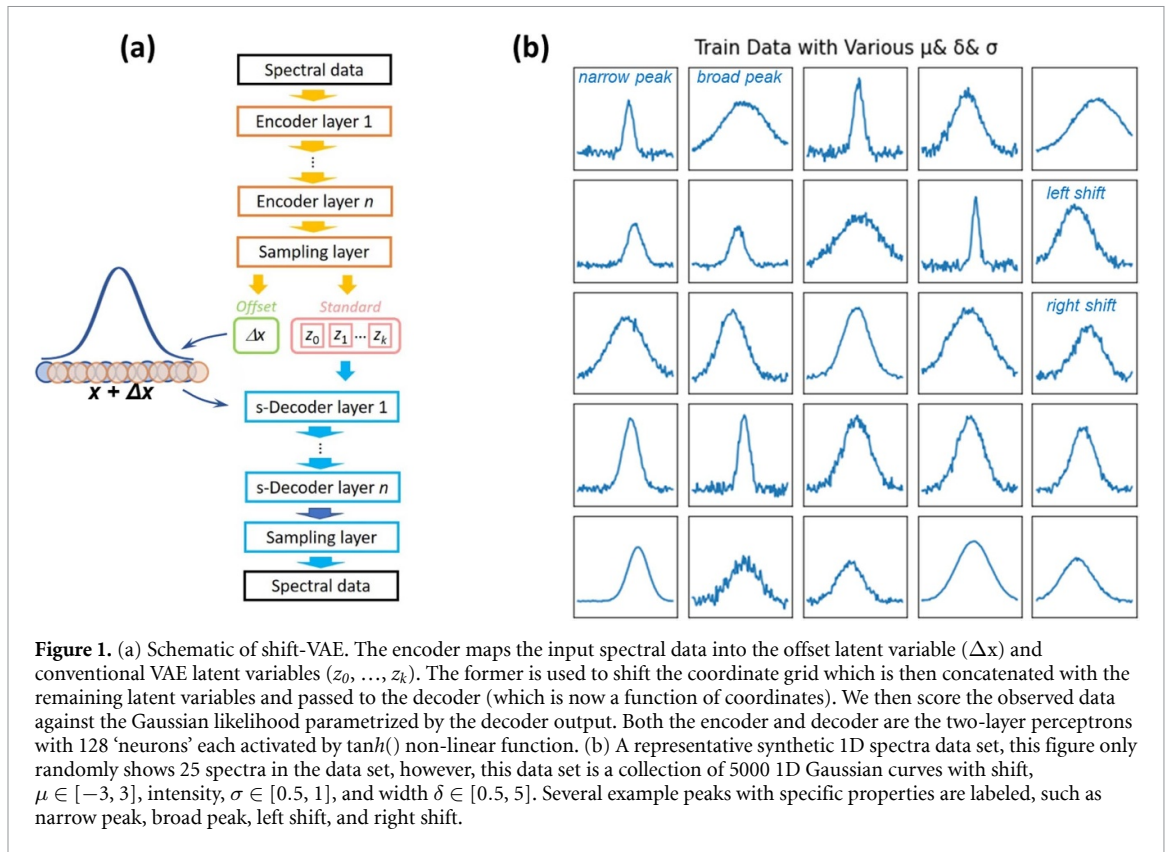 (a)
Spectral data
Encoder layer 1
⋮
Encoder layer n
Sampling layer
Offset
Standard
Δx
z0 z1 ... zk
x + Δx
s-Decoder layer 1
⋮
s-Decoder layer n
Sampling layer
Spectral data
(b)
Train Data with Various μ& δ& σ
narrow peak
broad peak
left shift
right shift
Figure 1. (a) Schematic of shift-VAE. The encoder maps the input spectral data into the offset latent variable (Δx) and
conventional VAE latent variables (z0, …, zk). The former is used to shift the coordinate grid which is then concatenated with the
remaining latent variables and passed to the decoder (which is now a function of coordinates). We then score the observed data
against the Gaussian likelihood parametrized by the decoder output. Both the encoder and decoder are the two-layer perceptrons
with 128 ‘neurons’ each activated by tanh() non-linear function. (b) A representative synthetic 1D spectra data set, this figure only
randomly shows 25 spectra in the data set, however, this data set is a collection of 5000 1D Gaussian curves with shift,
μ ∈ [−3, 3], intensity, σ ∈ [0.5, 1], and width δ ∈ [0.5, 5]. Several example peaks with specific properties are labeled, such as
narrow peak, broad peak, left shift, and right shift.